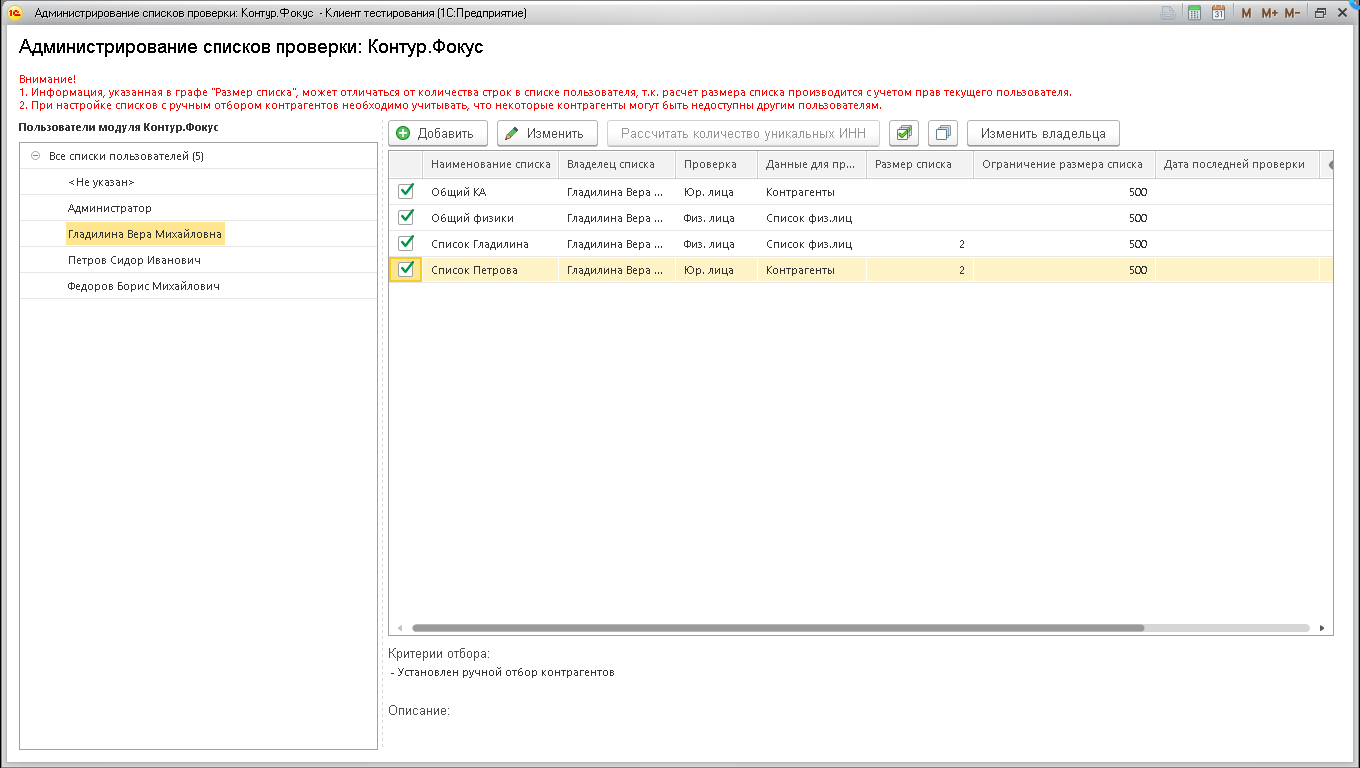 Администрирование списков проверки: Контур.Фокус - Клиент тестирования (1С:Предприятие)
M M+ M-
Администрирование списков проверки: Контур.Фокус
Внимание!
1. Информация, указанная в графе "Размер списка", может отличаться от количества строк в списке пользователя, т.к. расчет размера списка производится с учетом прав текущего пользователя.
2. При настройке списков с ручным отбором контрагентов необходимо учитывать, что некоторые контрагенты могут быть недоступны другим пользователям.
Пользователи модуля Контур.Фокус
Все списки пользователей (5)
<Не указан>
Администратор
Гладилина Вера Михайловна
Петров Сидор Иванович
Федоров Борис Михайлович
Добавить Изменить Рассчитать количество уникальных ИНН Изменить владельца
Наименование списка Владелец списка Проверка Данные для пр... Размер списка Ограничение размера списка Дата последней проверки
Общий КА Гладилина Вера ... Юр. лица Контрагенты 500
Общий физики Гладилина Вера ... Физ. лица Список физ.лиц 500
Список Гладилина Гладилина Вера ... Физ. лица Список физ.лиц 2 500
Список Петрова Гладилина Вера ... Юр. лица Контрагенты 2 500
Критерии отбора:
- Установлен ручной отбор контрагентов
Описание: